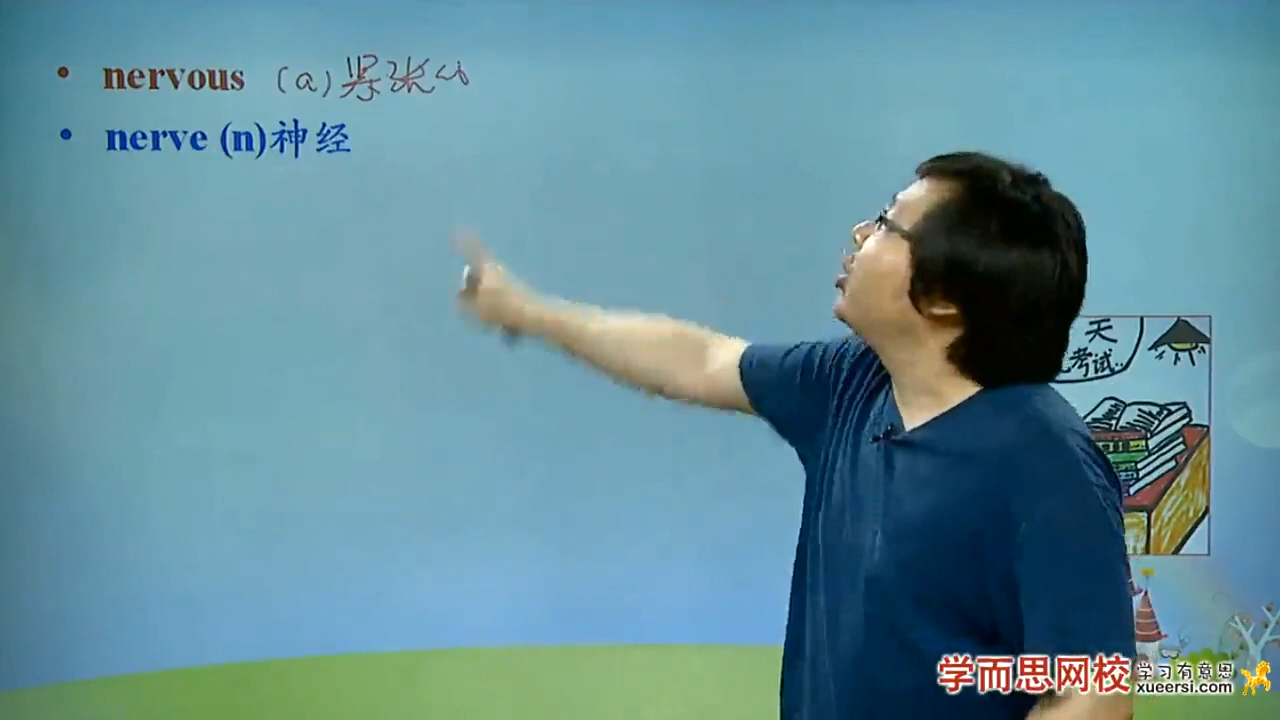 • nervous (a)紧张的
• nerve (n)神经
天
考试..
学而思网校 学习有意思
xueersi.com